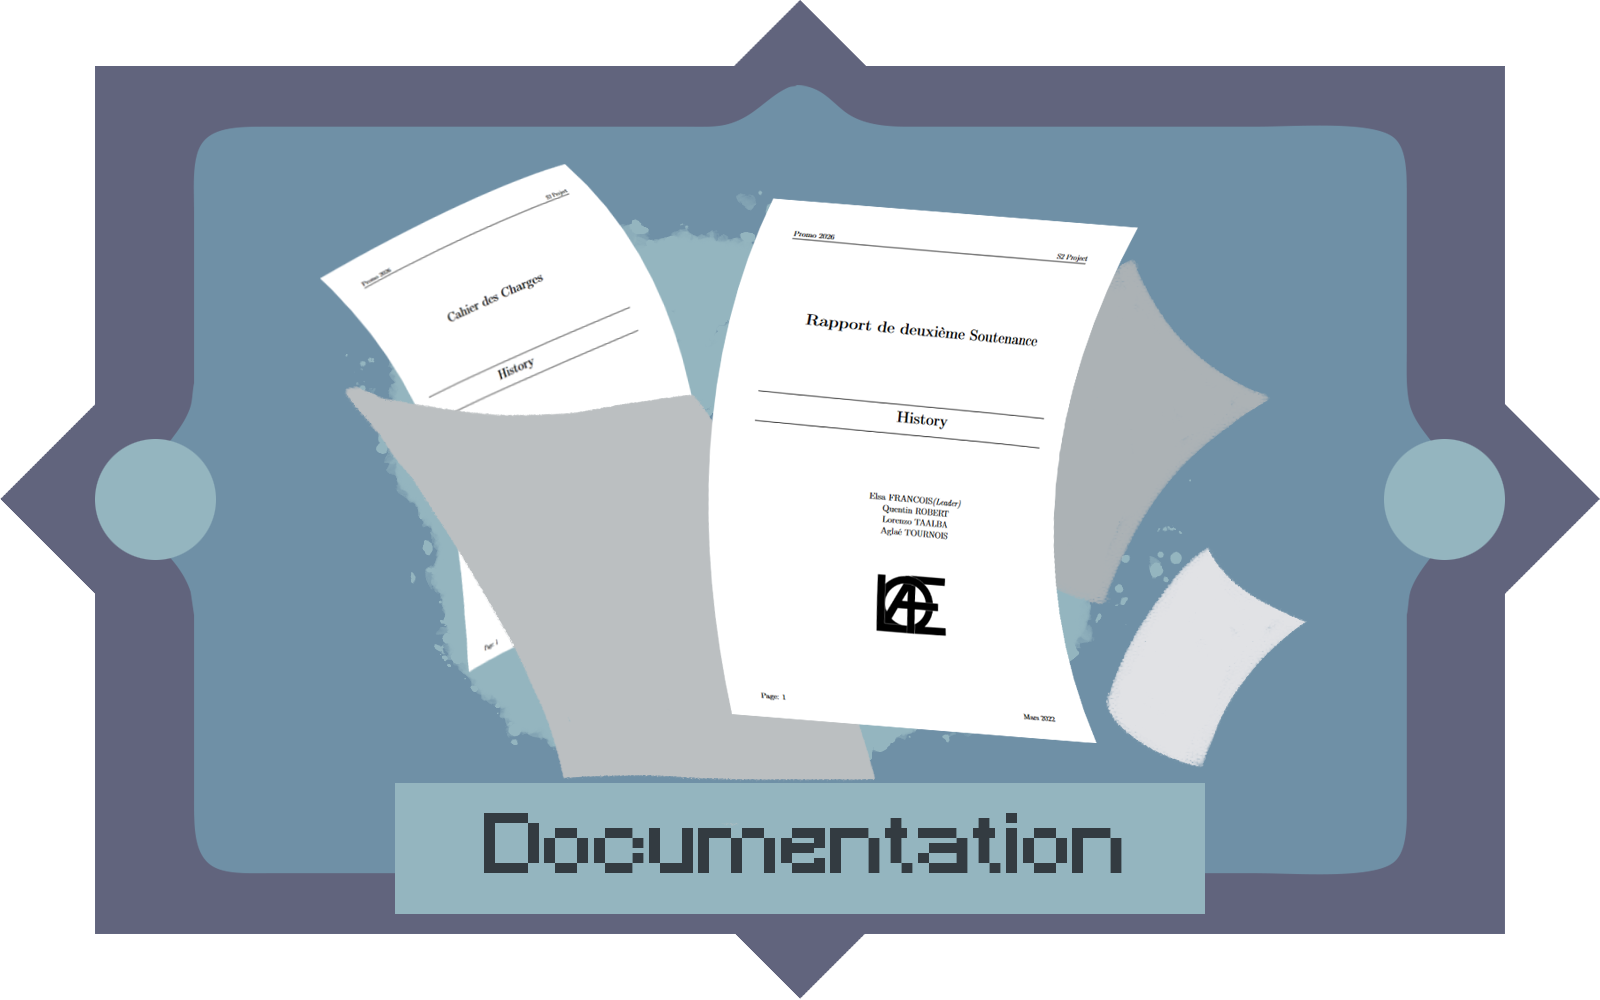 S2 Project
Promo 2026
Cahier des Charges
History
Page 1
Promo 2026
S2 Project
Rapport de deuxième Soutenance
History
Elsa FRANCOIS(Leader)
Quentin ROBERT
Lorenzo TAALBA
Aglaé TOURNOIS
Page: 1
Mars 2022
Documentation